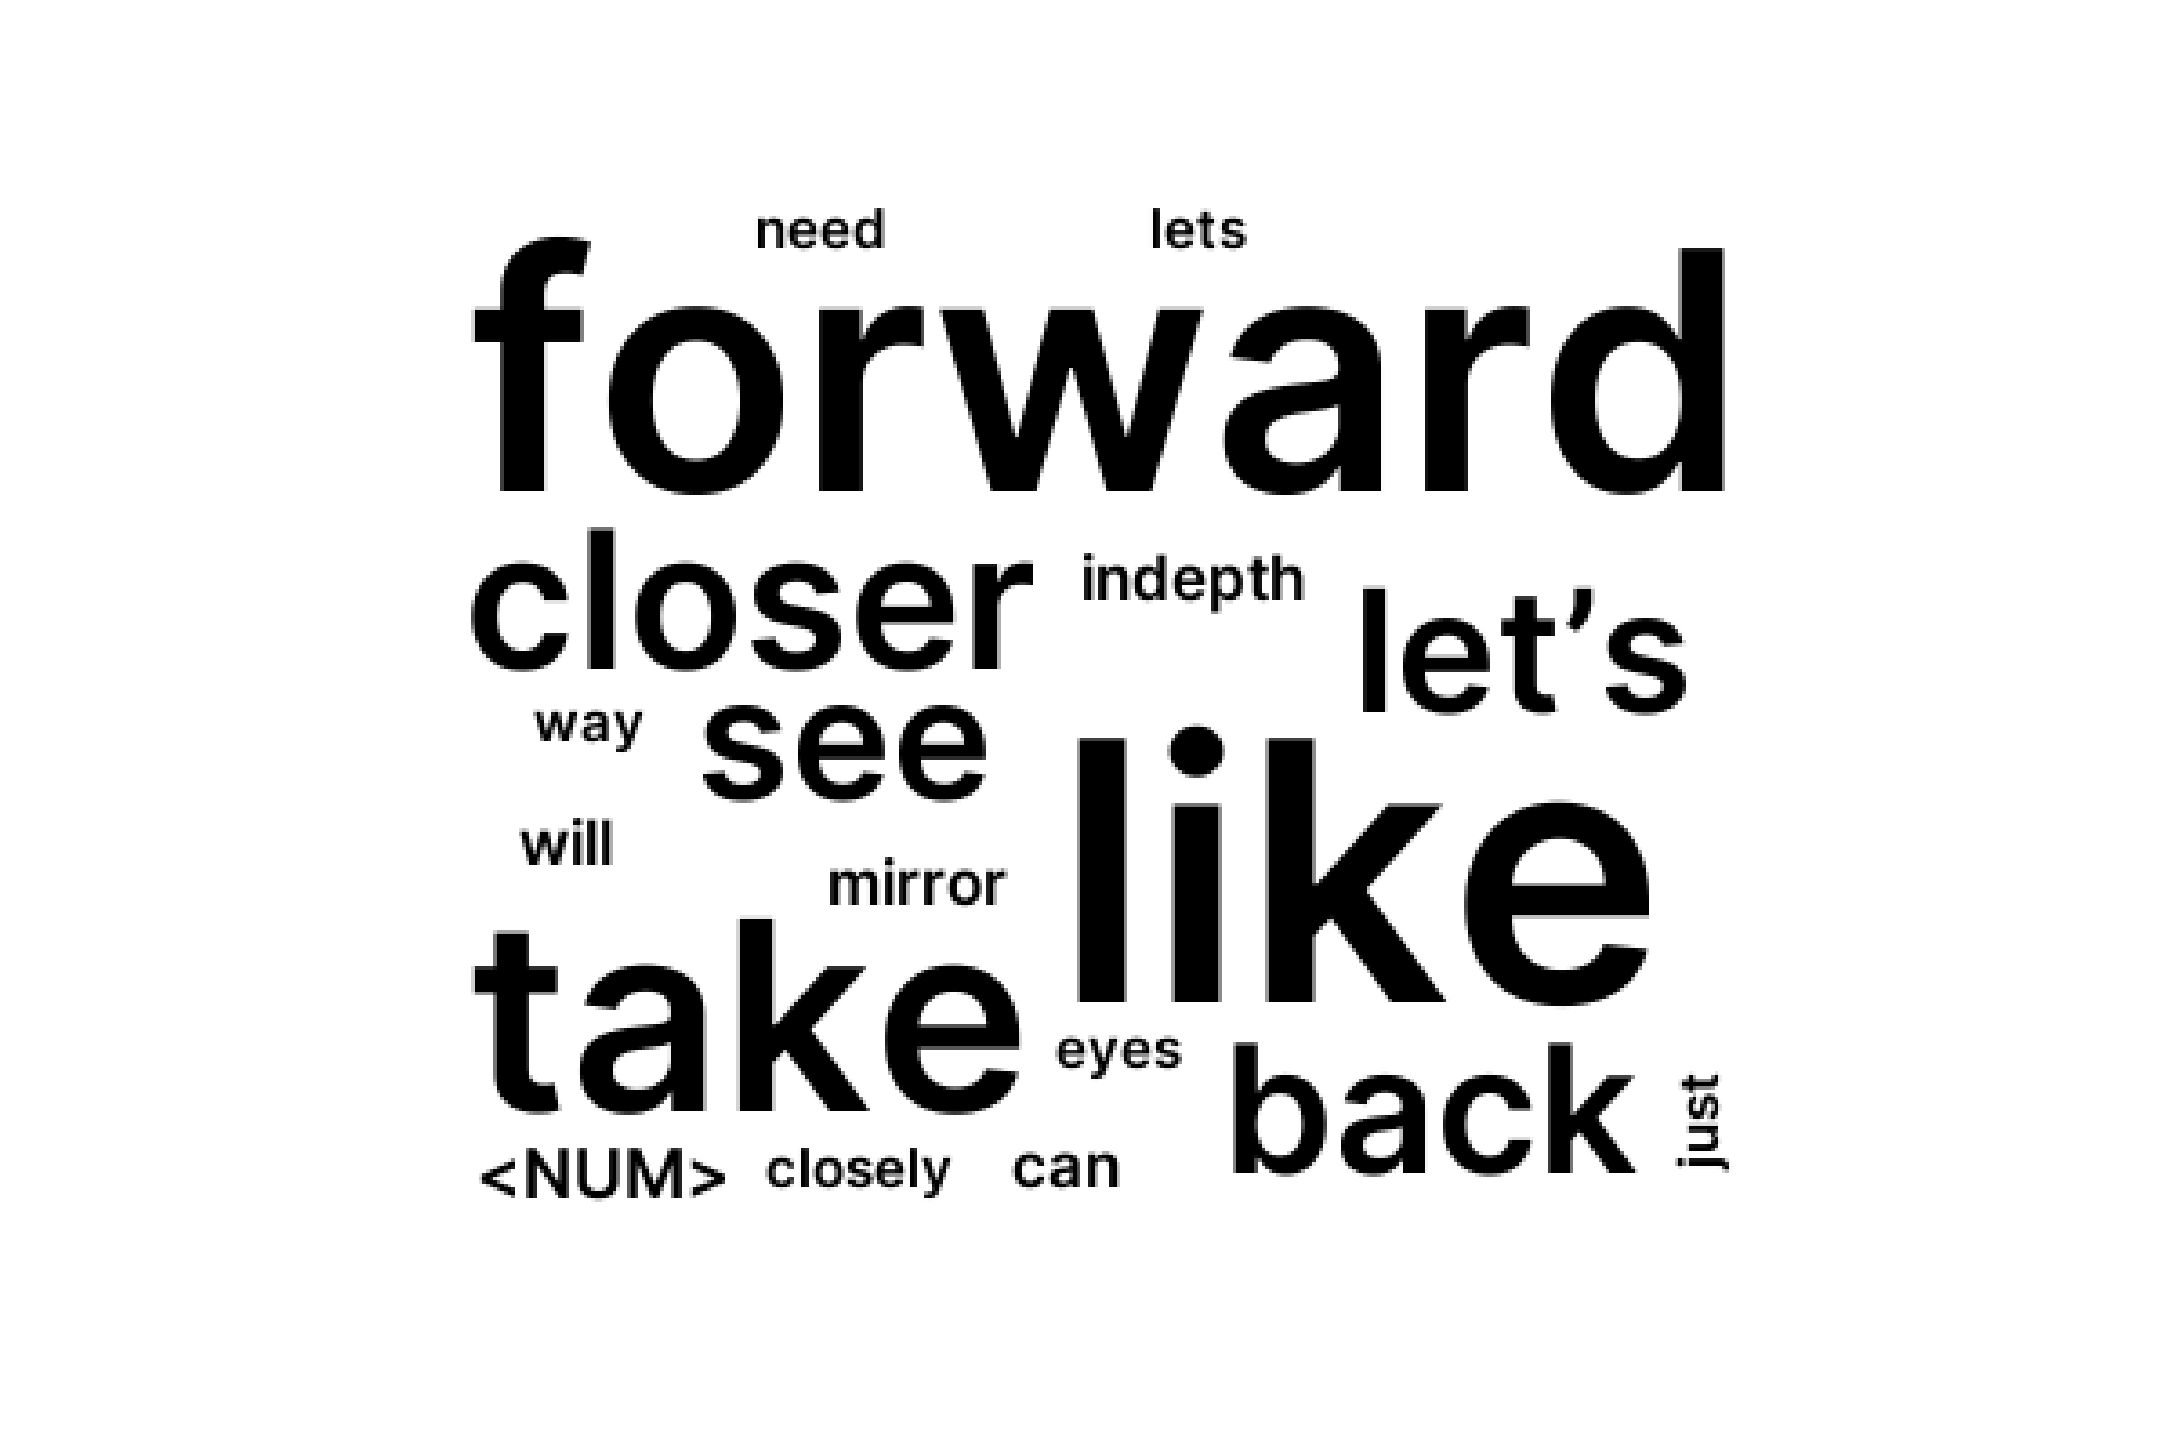 need lets
forward
closer indepth let’s
way see
will like
mirror
take
eyes back just
<NUM> closely can